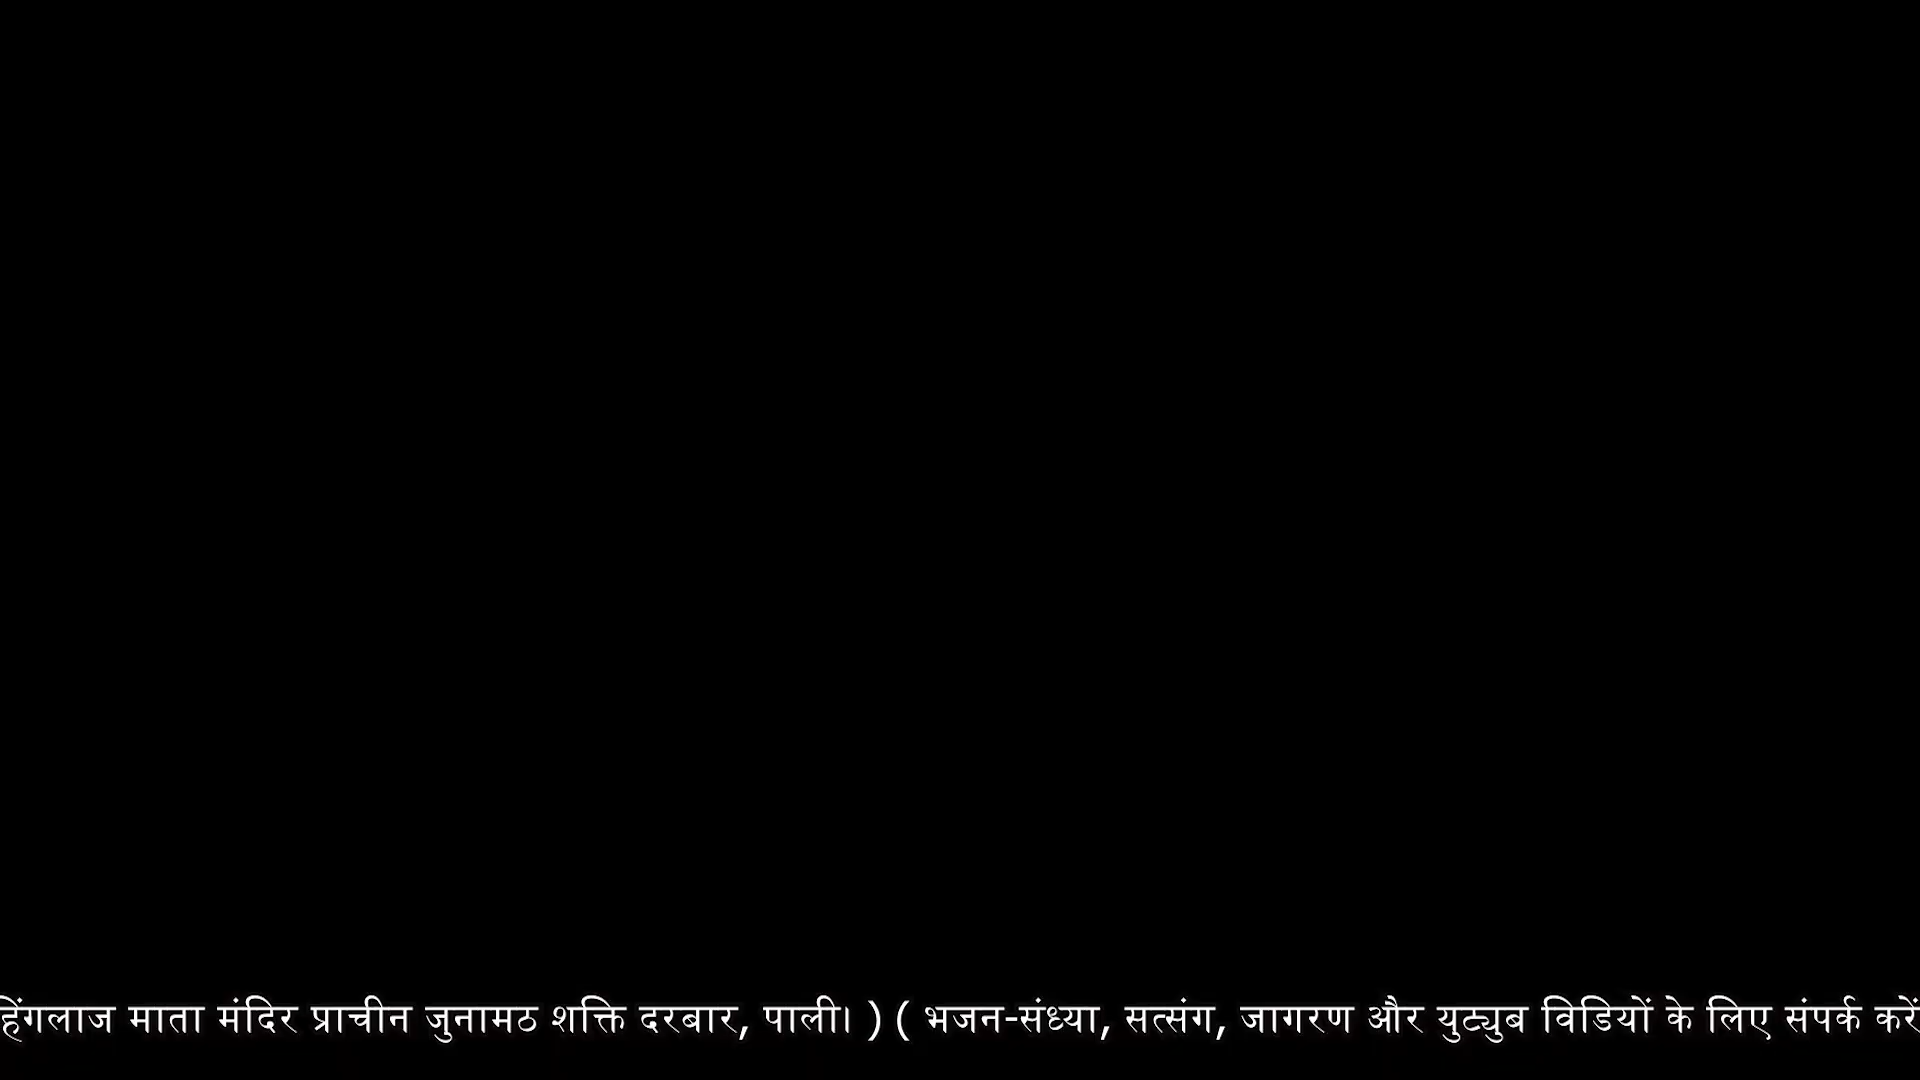 हिंगलाज माता मंदिर प्राचीन जुनामठ शक्ति दरबार, पाली। ) ( भजन-संध्या, सत्संग, जागरण और युट्युब विडियों के लिए संपर्क करें